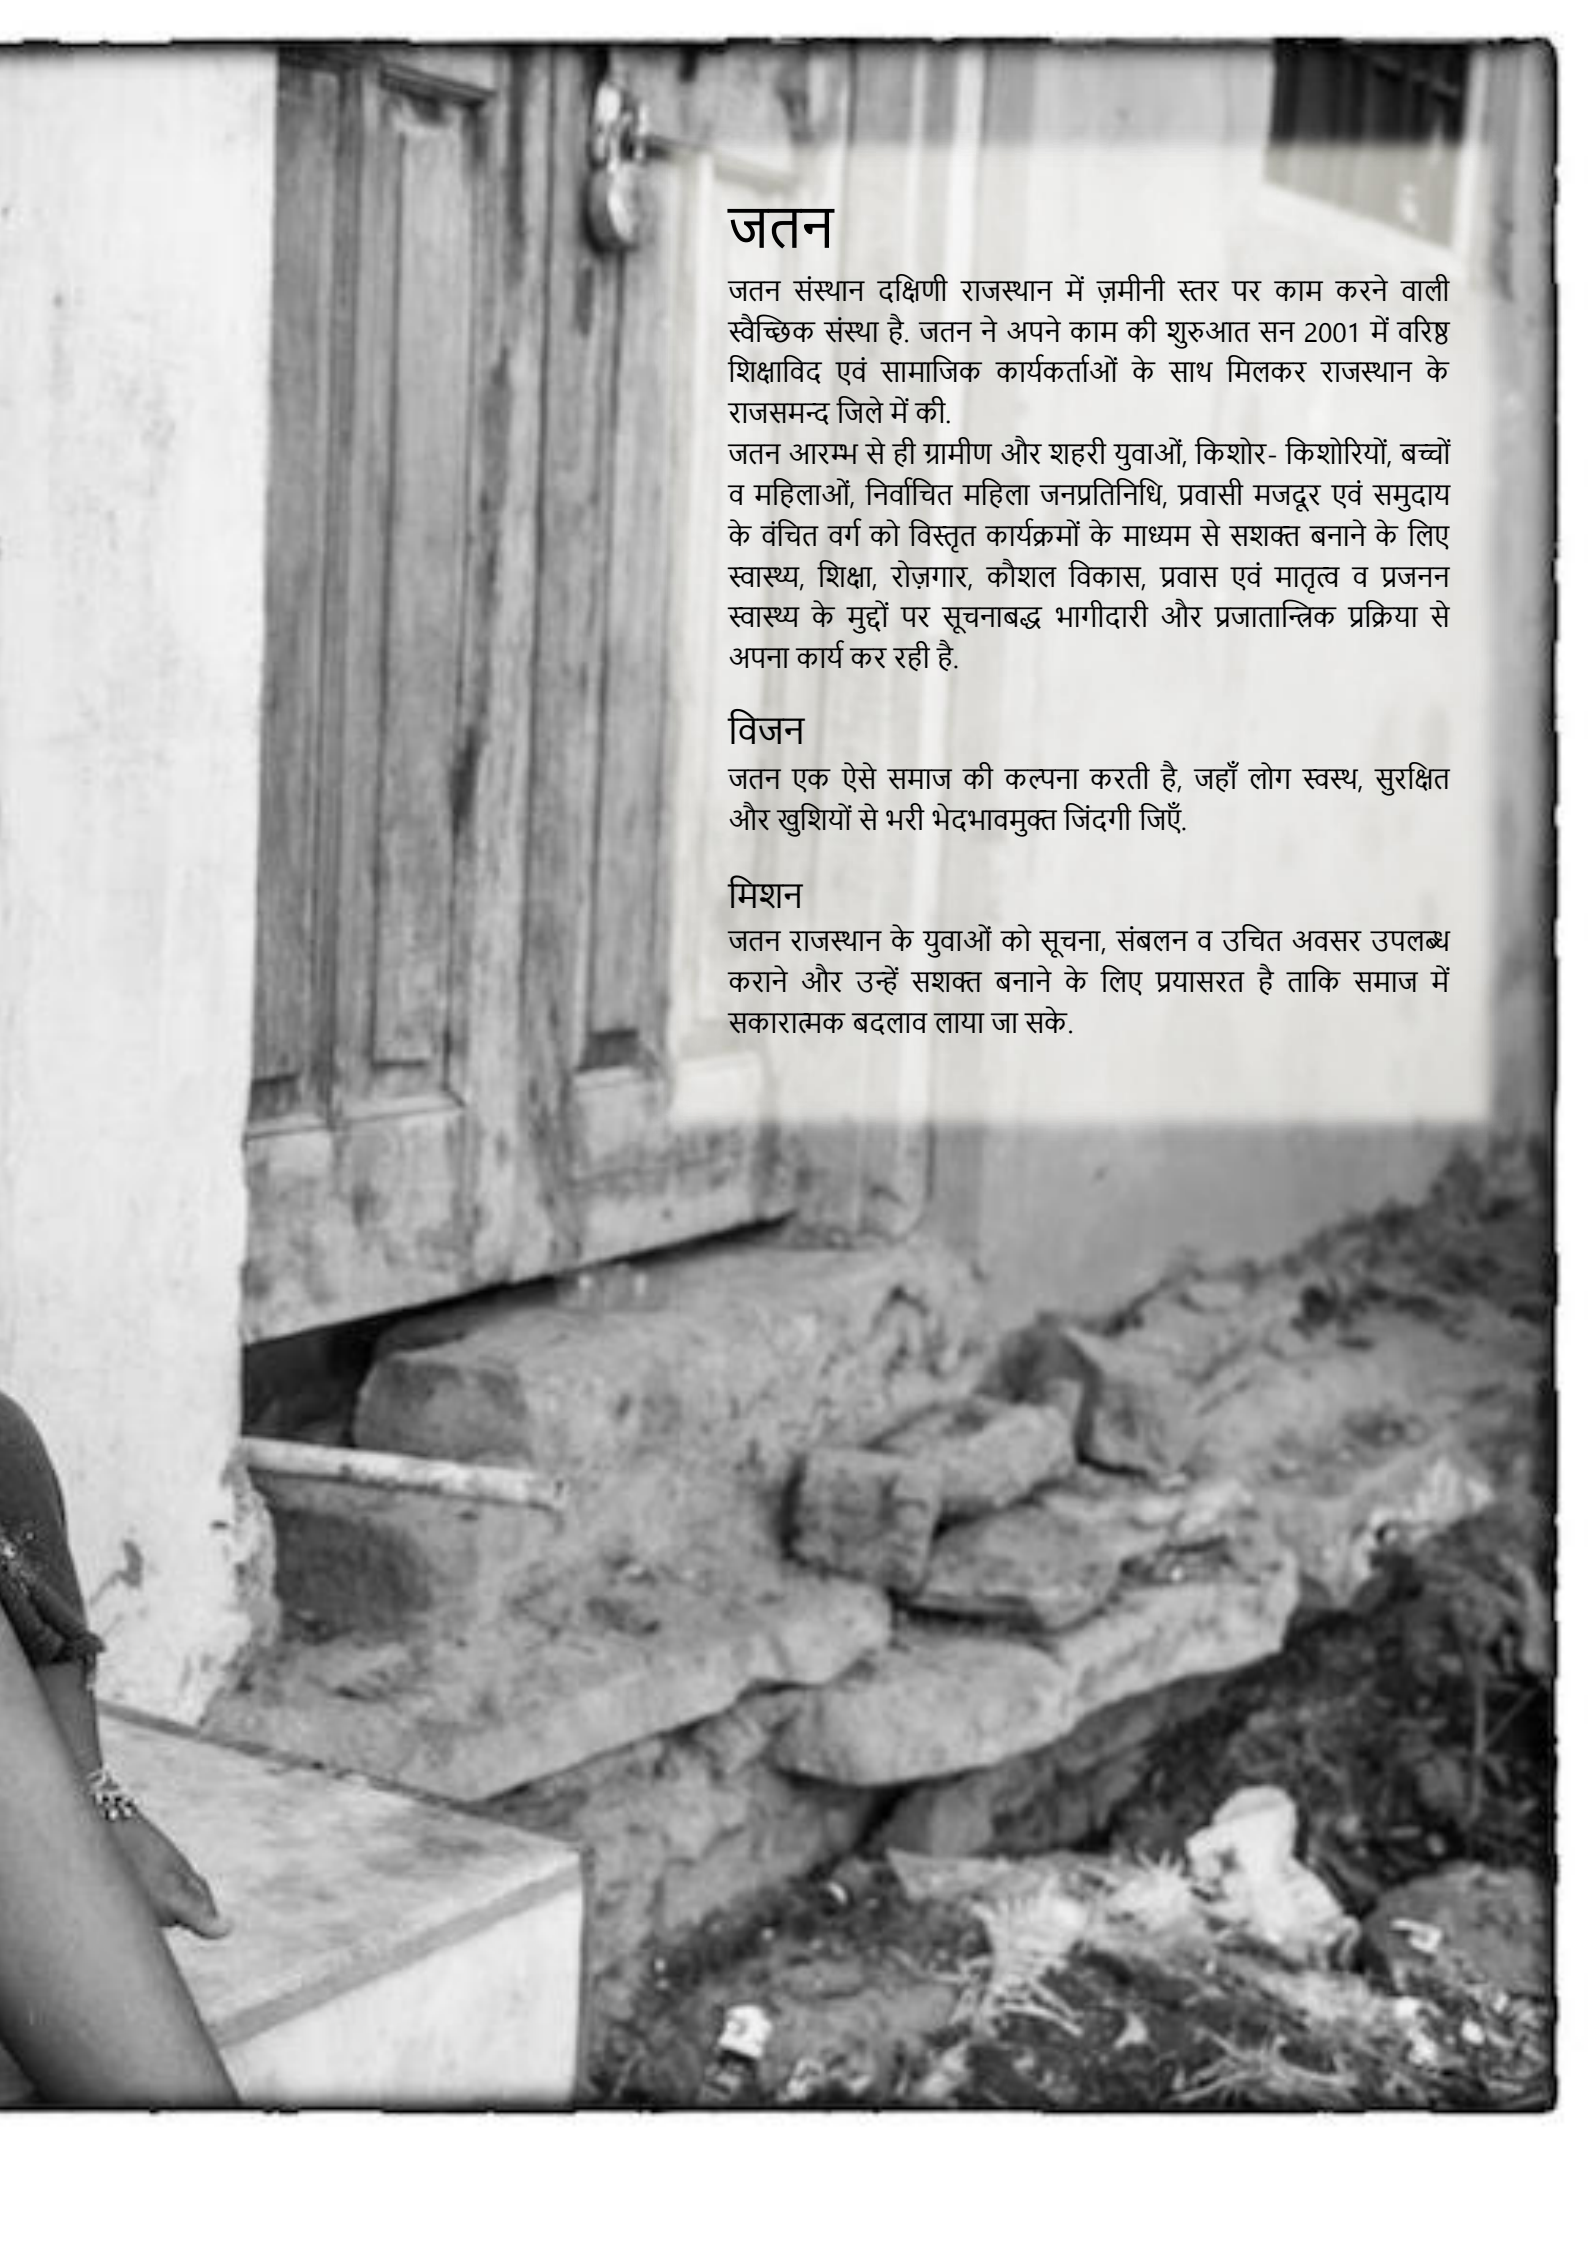 जतन
जतन संस्थान दक्षिणी राजस्थान में ज़मीनी स्तर पर काम करने वाली
स्वैच्छिक संस्था है. जतन ने अपने काम की शुरुआत सन 2001 में वरिष्ठ
शिक्षाविद एवं सामाजिक कार्यकर्ताओं के साथ मिलकर राजस्थान के
राजसमन्द जिले में की.
जतन आरम्भ से ही ग्रामीण और शहरी युवाओं, किशोर- किशोरियों, बच्चों
व महिलाओं, निर्वाचित महिला जनप्रतिनिधि, प्रवासी मजदूर एवं समुदाय
के वंचित वर्ग को विस्तृत कार्यक्रमों के माध्यम से सशक्त बनाने के लिए
स्वास्थ्य, शिक्षा, रोज़गार, कौशल विकास, प्रवास एवं मातृत्व व प्रजनन
स्वास्थ्य के मुद्दों पर सूचनाबद्ध भागीदारी और प्रजातान्त्रिक प्रक्रिया से
अपना कार्य कर रही है.
विजन
जतन एक ऐसे समाज की कल्पना करती है, जहाँ लोग स्वस्थ, सुरक्षित
और खुशियों से भरी भेदभावमुक्त जिंदगी जिएँ.
मिशन
जतन राजस्थान के युवाओं को सूचना, संबलन व उचित अवसर उपलब्ध
कराने और उन्हें सशक्त बनाने के लिए प्रयासरत है ताकि समाज में
सकारात्मक बदलाव लाया जा सके.